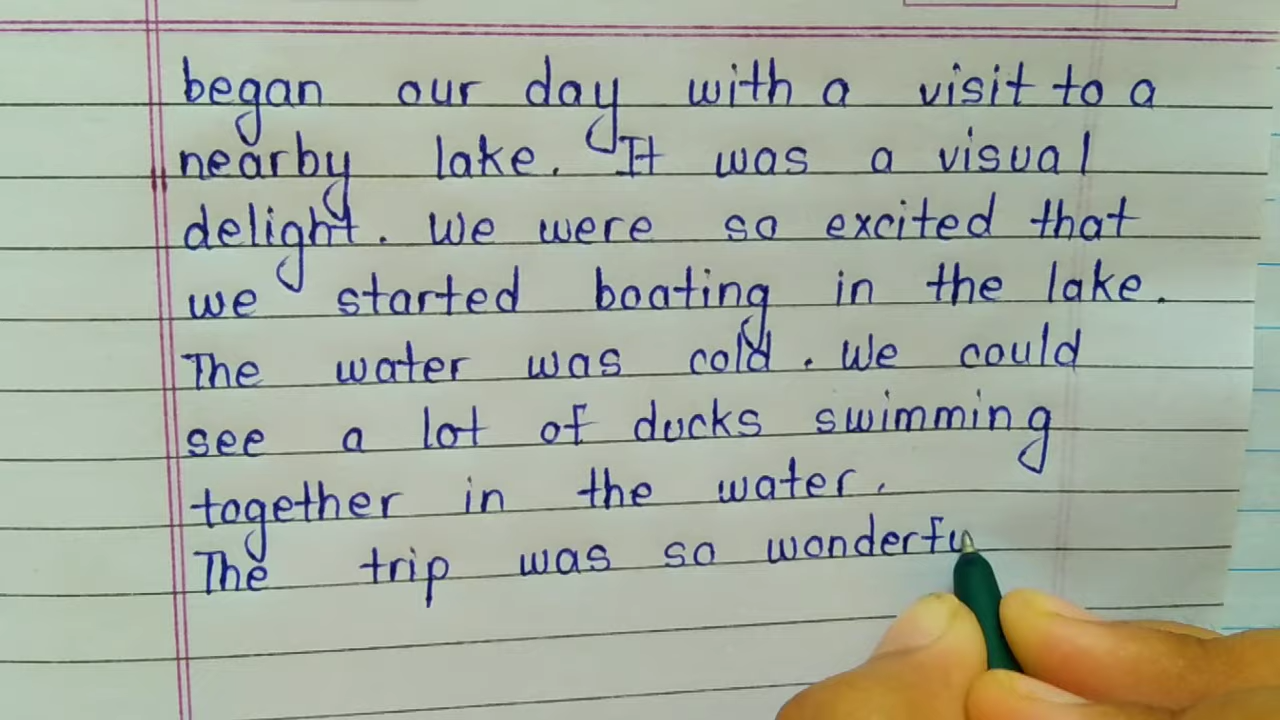 began our day with a visit to a
nearby lake. It was a visual
delight. We were so excited that
we started boating in the lake.
The water was cold. We could
see a lot of ducks swimming
together in the water.
The trip was so wonderfu